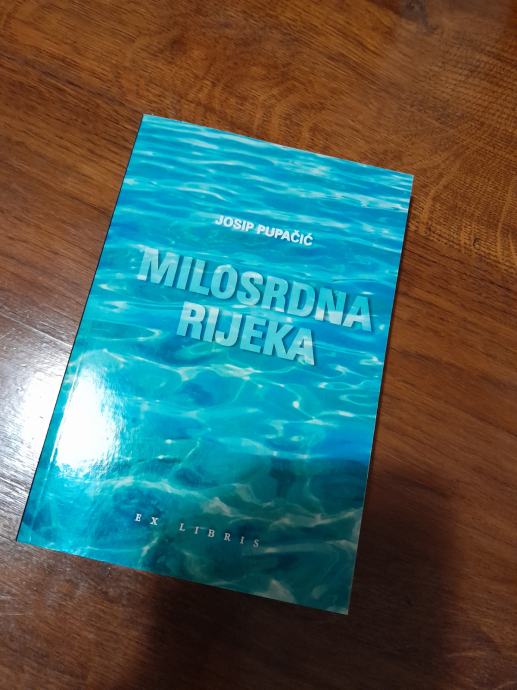 JOSIP PUPAČIĆ
MILOSRDNA
RIJEKA
EX LIBRIS